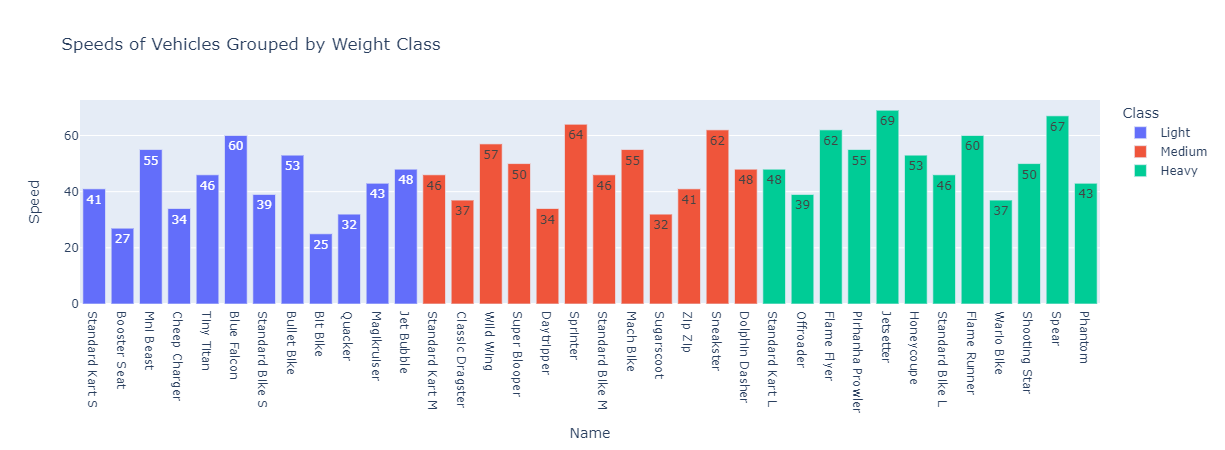 Speeds of Vehicles Grouped by Weight Class
Class
Light
Medium
Heavy
Speed
60
40
20
0
41
27
55
34
46
60
39
53
25
32
43
48
46
37
57
50
34
64
46
55
32
41
62
48
48
39
62
55
69
53
46
60
37
50
67
43
Standard Kart S
Booster Seat
MnI Beast
Cheep Charger
Tiny Titan
Blue Falcon
Standard Bike S
Bullet Bike
Bit Bike
Quacker
Magikruiser
Jet Bubble
Standard Kart M
Classic Dragster
Wild Wing
Super Blooper
Daytripper
Sprinter
Standard Bike M
Mach Bike
Sugarscoot
Zip Zip
Sneakster
Dolphin Dasher
Standard Kart L
Offroader
Flame Flyer
Pirhanha Prowler
Jetsetter
Honeycoupe
Standard Bike L
Flame Runner
Wario Bike
Shooting Star
Spear
Phantom
Name